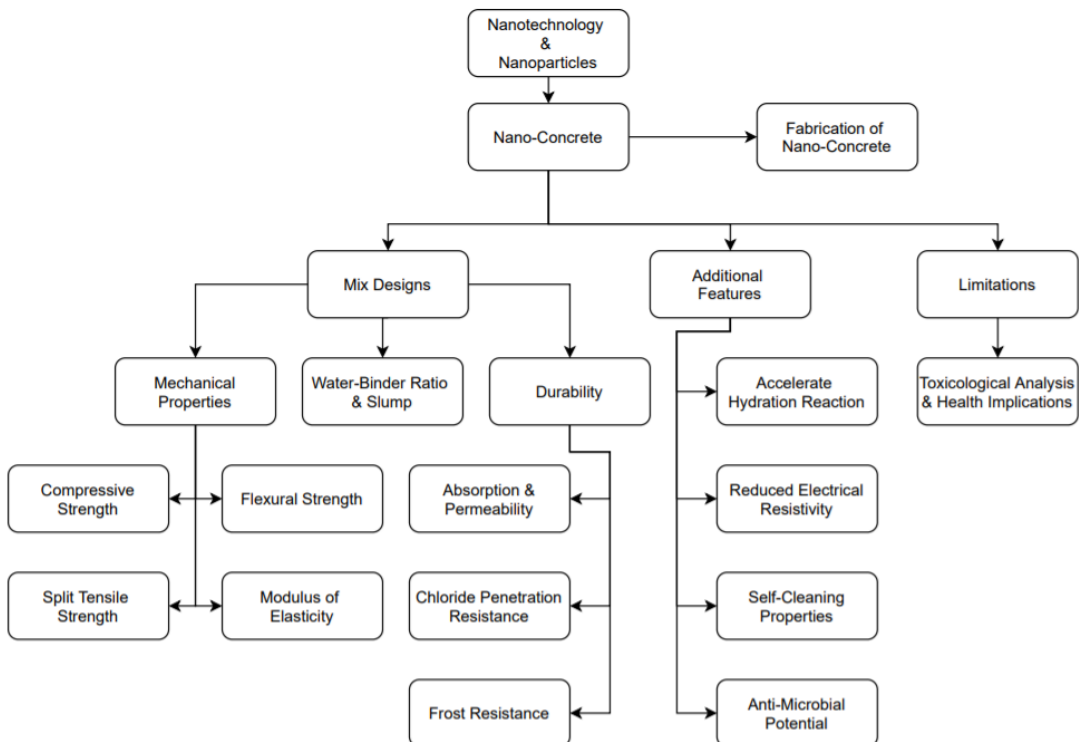 Nanotechnology
&
Nanoparticles
Nano-Concrete
Fabrication of
Nano-Concrete
Mix Designs
Additional
Features
Limitations
Mechanical
Properties
Water-Binder Ratio
& Slump
Durability
Accelerate
Hydration Reaction
Toxicological Analysis
& Health Implications
Compressive
Strength
Flexural Strength
Absorption &
Permeability
Reduced Electrical
Resistivity
Split Tensile
Strength
Modulus of
Elasticity
Chloride Penetration
Resistance
Self-Cleaning
Properties
Frost Resistance
Anti-Microbial
Potential